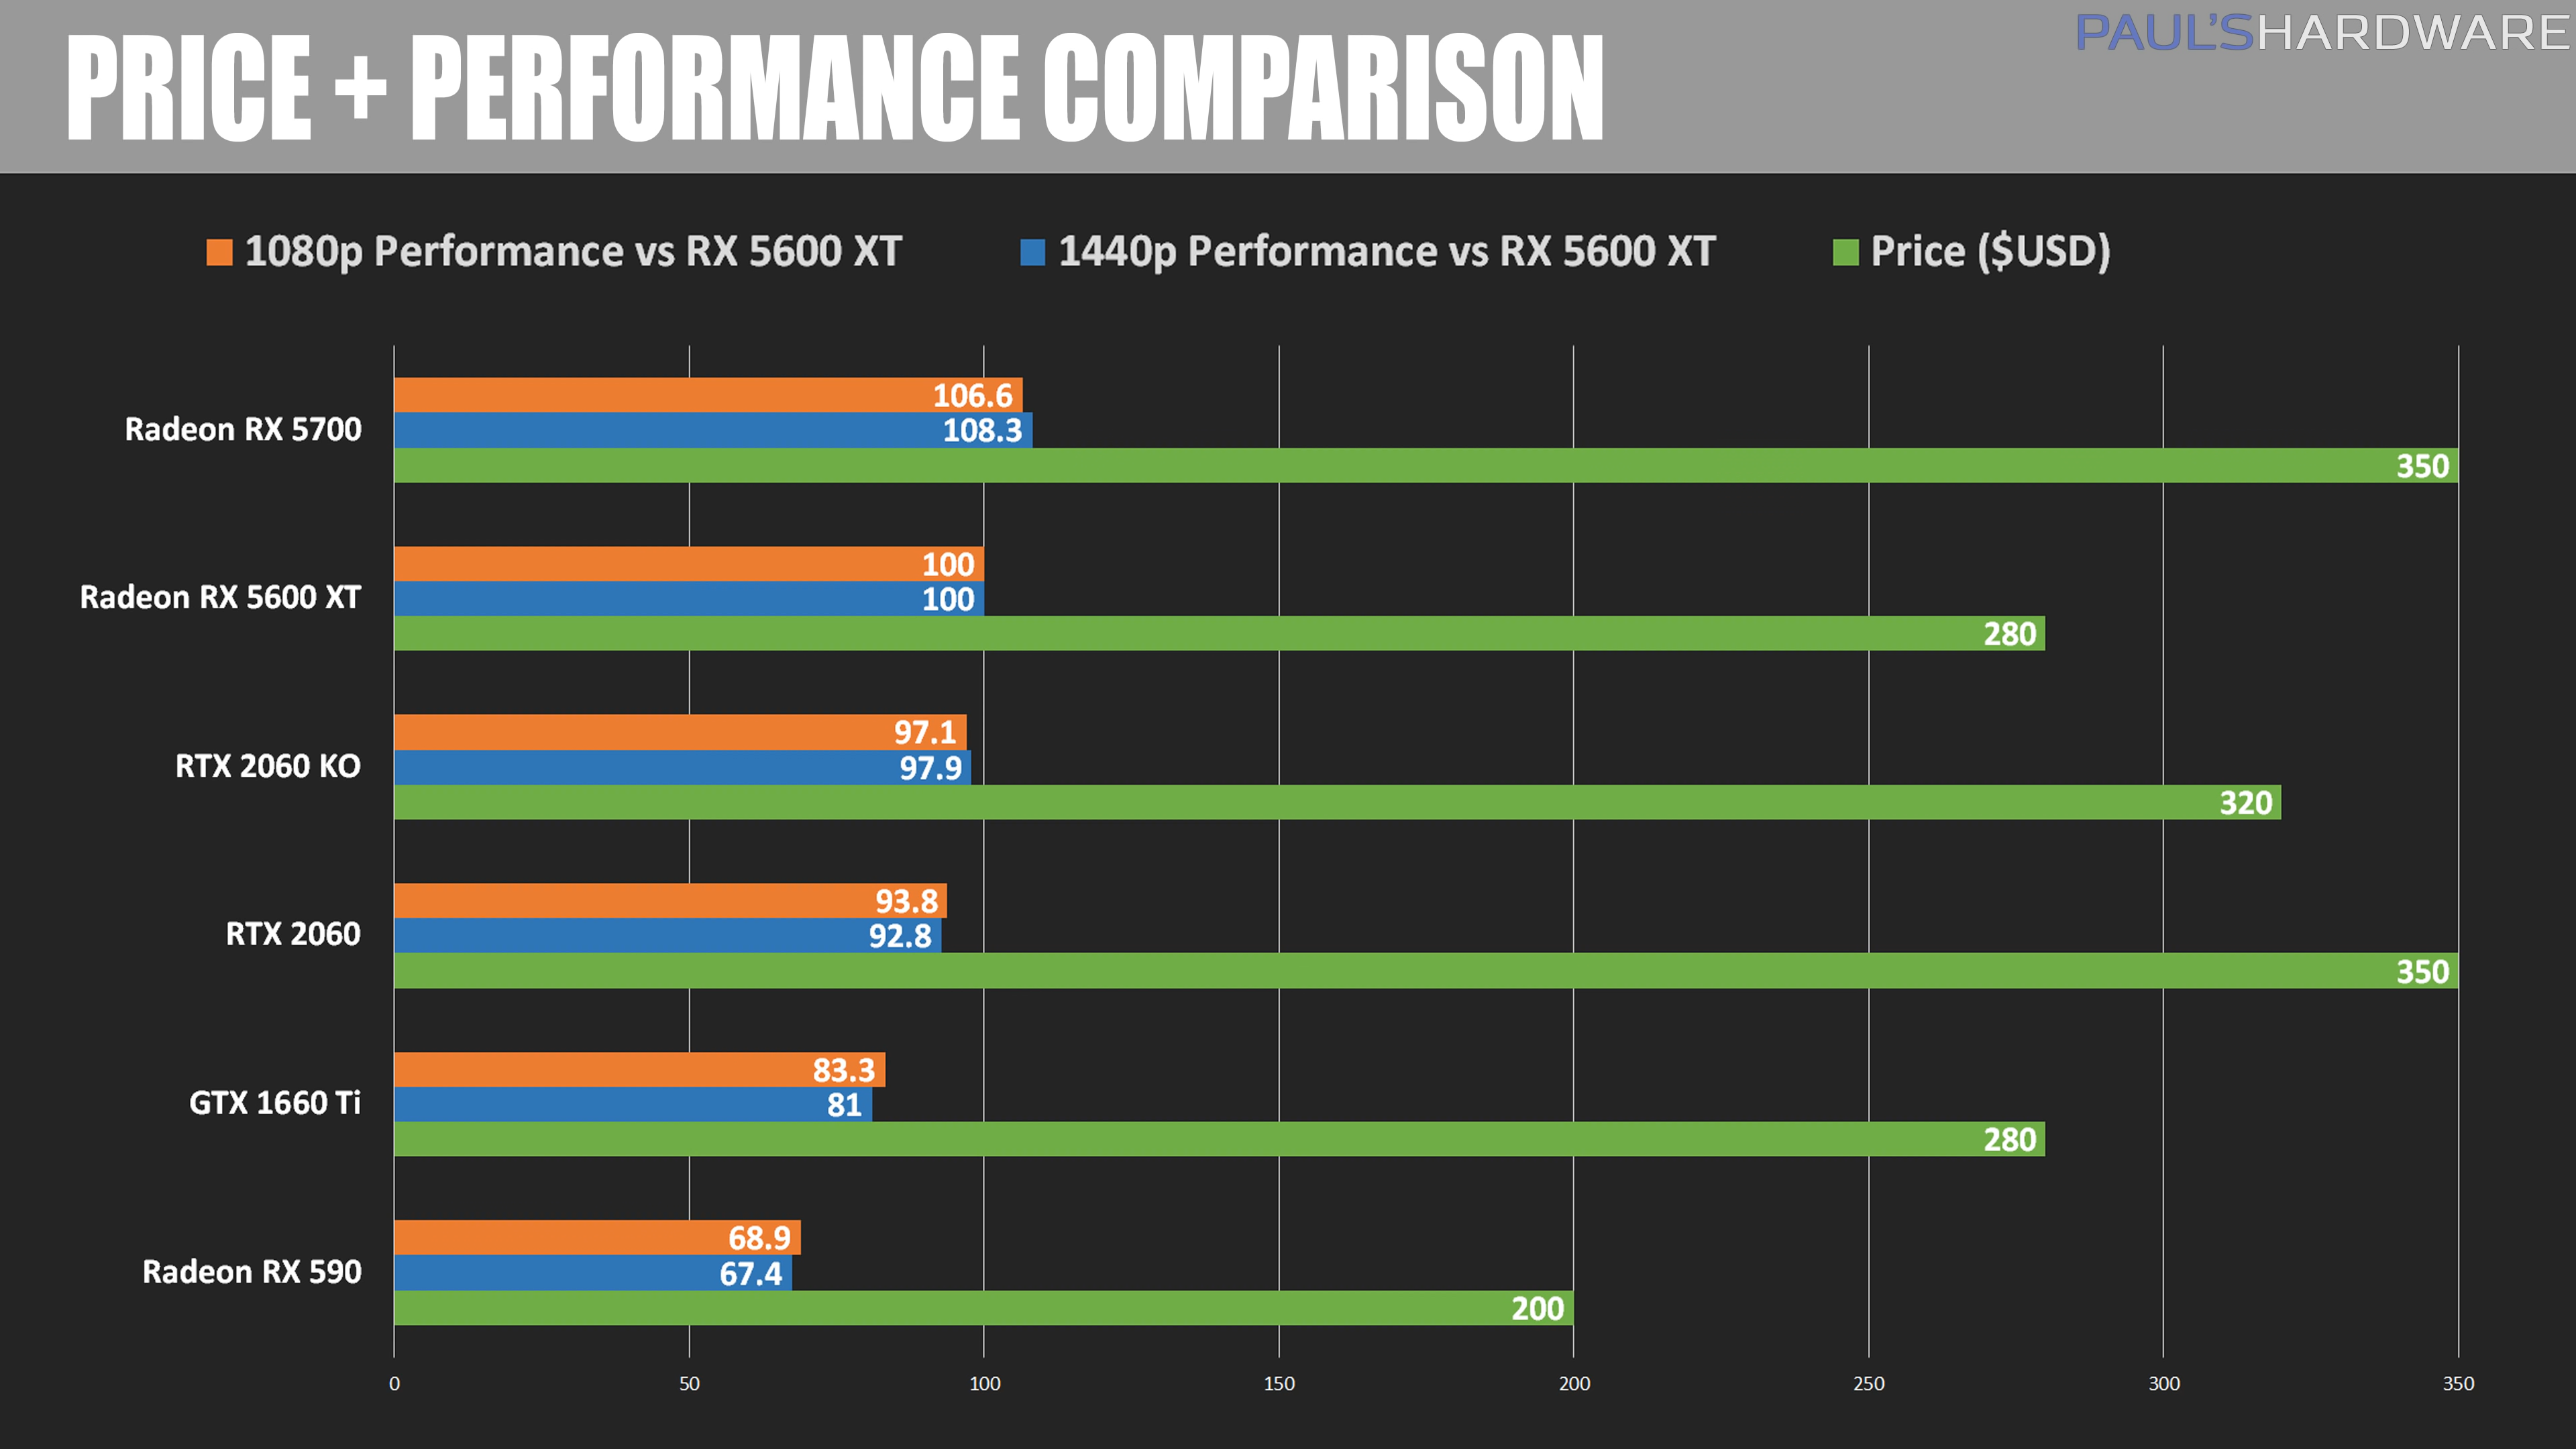 PRICE + PERFORMANCE COMPARISON
PAUL'SHARDWARE
1080p Performance vs RX 5600 XT
1440p Performance vs RX 5600 XT
Price ($USD)
Radeon RX 5700
106.6
108.3
350
Radeon RX 5600 XT
100
100
280
RTX 2060 KO
97.1
97.9
320
RTX 2060
93.8
92.8
350
GTX 1660 Ti
83.3
81
280
Radeon RX 590
68.9
67.4
200
0 50 100 150 200 250 300 350